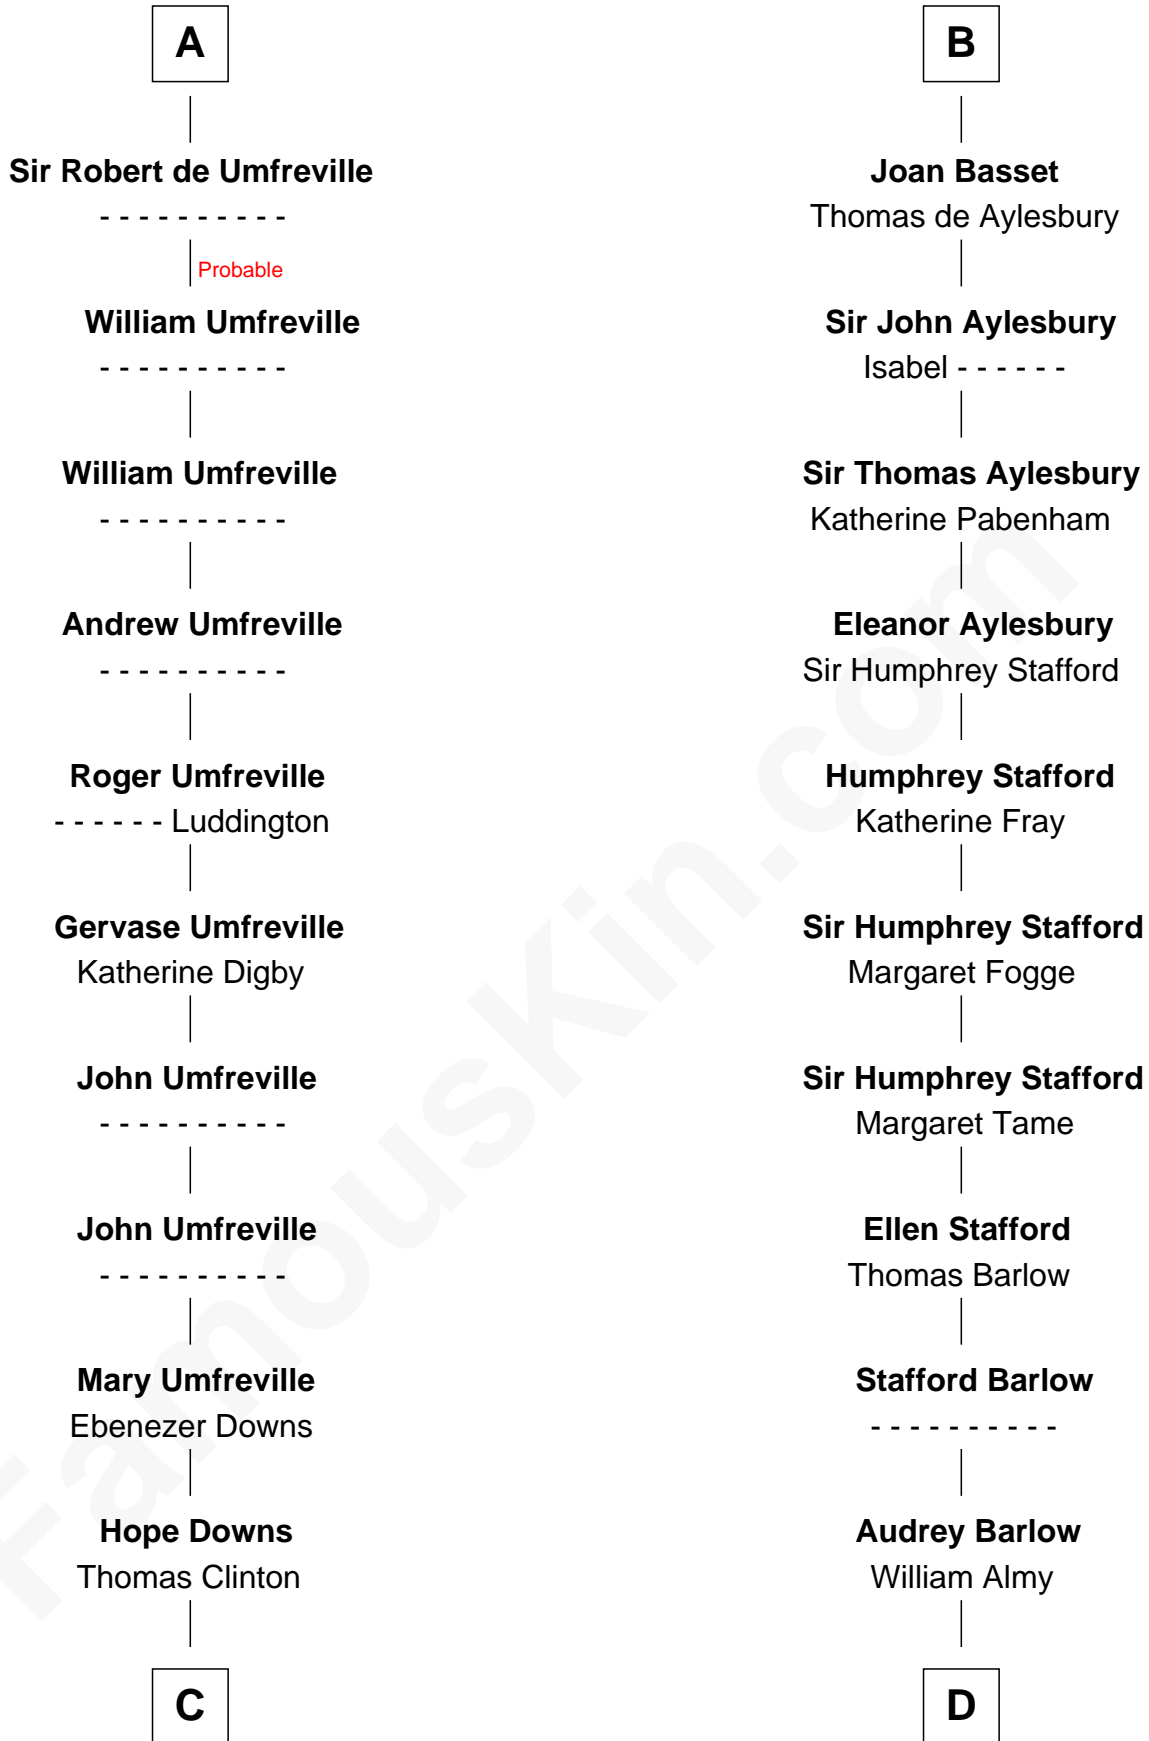 A
Sir Robert de Umfreville
- - - - - - - - - -
Probable
William Umfreville
- - - - - - - - - -
William Umfreville
- - - - - - - - - -
Andrew Umfreville
- - - - - - - - - -
Roger Umfreville
- - - - - - Luddington
Gervase Umfreville
Katherine Digby
John Umfreville
- - - - - - - - - -
John Umfreville
- - - - - - - - - -
Mary Umfreville
Ebenezer Downs
Hope Downs
Thomas Clinton
C
B
Joan Basset
Thomas de Aylesbury
Sir John Aylesbury
Isabel - - - - - -
Sir Thomas Aylesbury
Katherine Pabenham
Eleanor Aylesbury
Sir Humphrey Stafford
Humphrey Stafford
Katherine Fray
Sir Humphrey Stafford
Margaret Fogge
Sir Humphrey Stafford
Margaret Tame
Ellen Stafford
Thomas Barlow
Stafford Barlow
- - - - - - - - - -
Audrey Barlow
William Almy
D
FamousKin.com